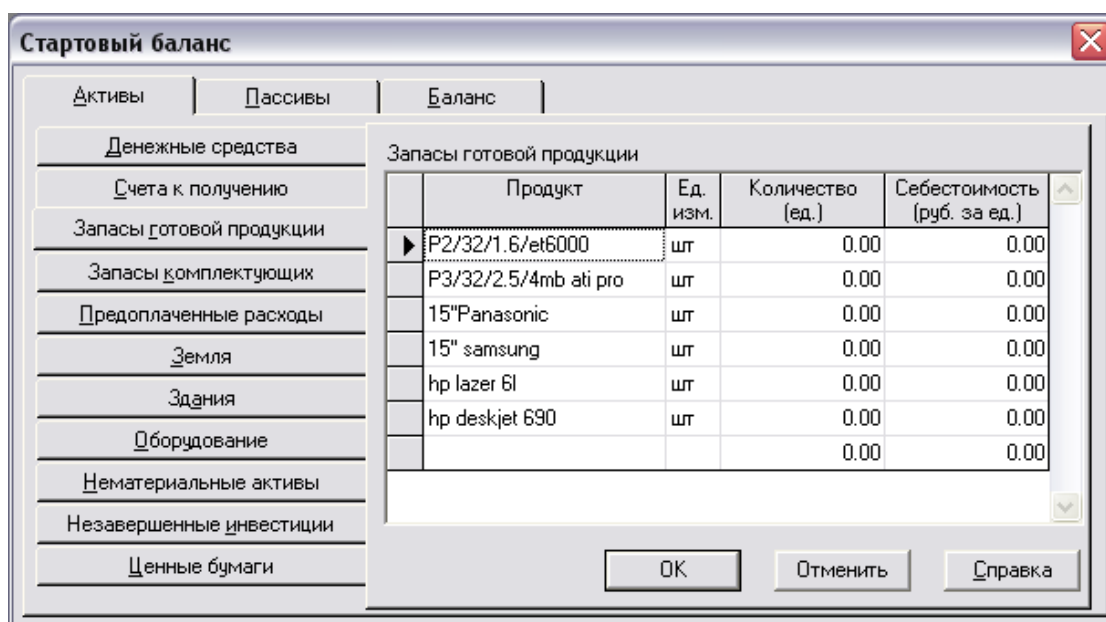 Стартовый баланс
Активы Пассивы Баланс
Денежные средства
Счета к получению
Запасы готовой продукции
Запасы комплектующих
Предоплаченные расходы
Земля
Здания
Оборудование
Нематериальные активы
Незавершенные инвестиции
Ценные бумаги
Запасы готовой продукции
Продукт Ед. изм. Количество (ед.) Себестоимость (руб. за ед.)
P2/32/1.6/et6000 шт 0.00 0.00
P3/32/2.5/4mb ati pro шт 0.00 0.00
15"Panasonic шт 0.00 0.00
15" samsung шт 0.00 0.00
hp lazer 6l шт 0.00 0.00
hp deskjet 690 шт 0.00 0.00
0.00 0.00
OK Отменить Справка